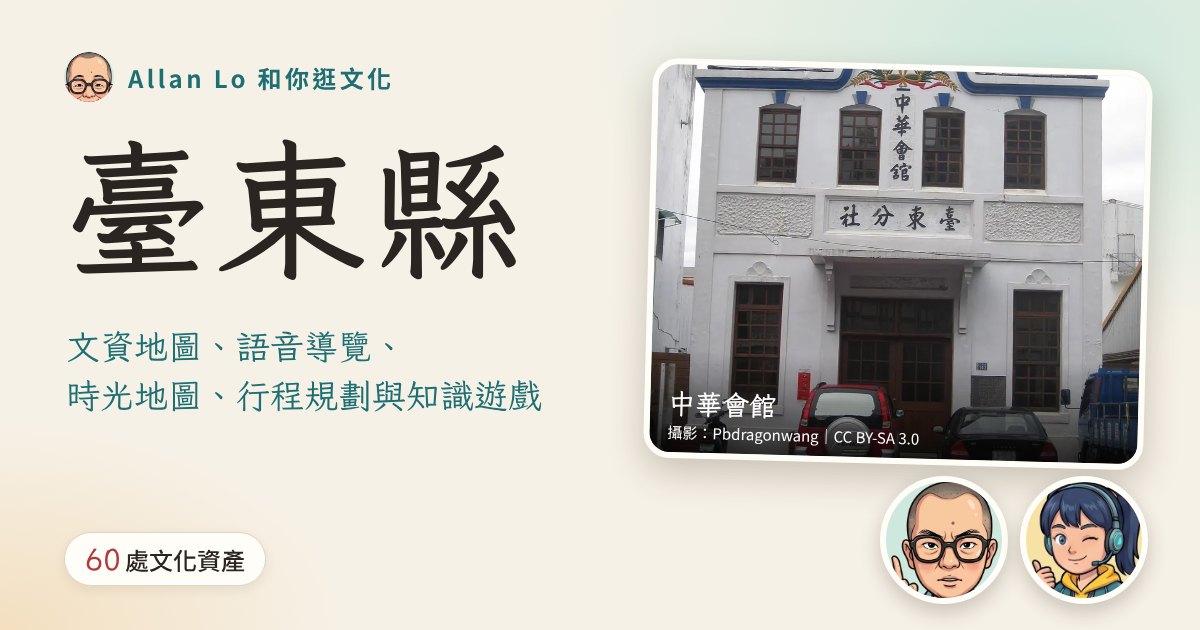 Allan Lo 和你逛文化
臺東縣
文資地圖、語音導覽、
時光地圖、行程規劃與知識遊戲
60 處文化資產
中華會館
社分東臺
中華會館
攝影：Pbdragonwang｜CC BY-SA 3.0